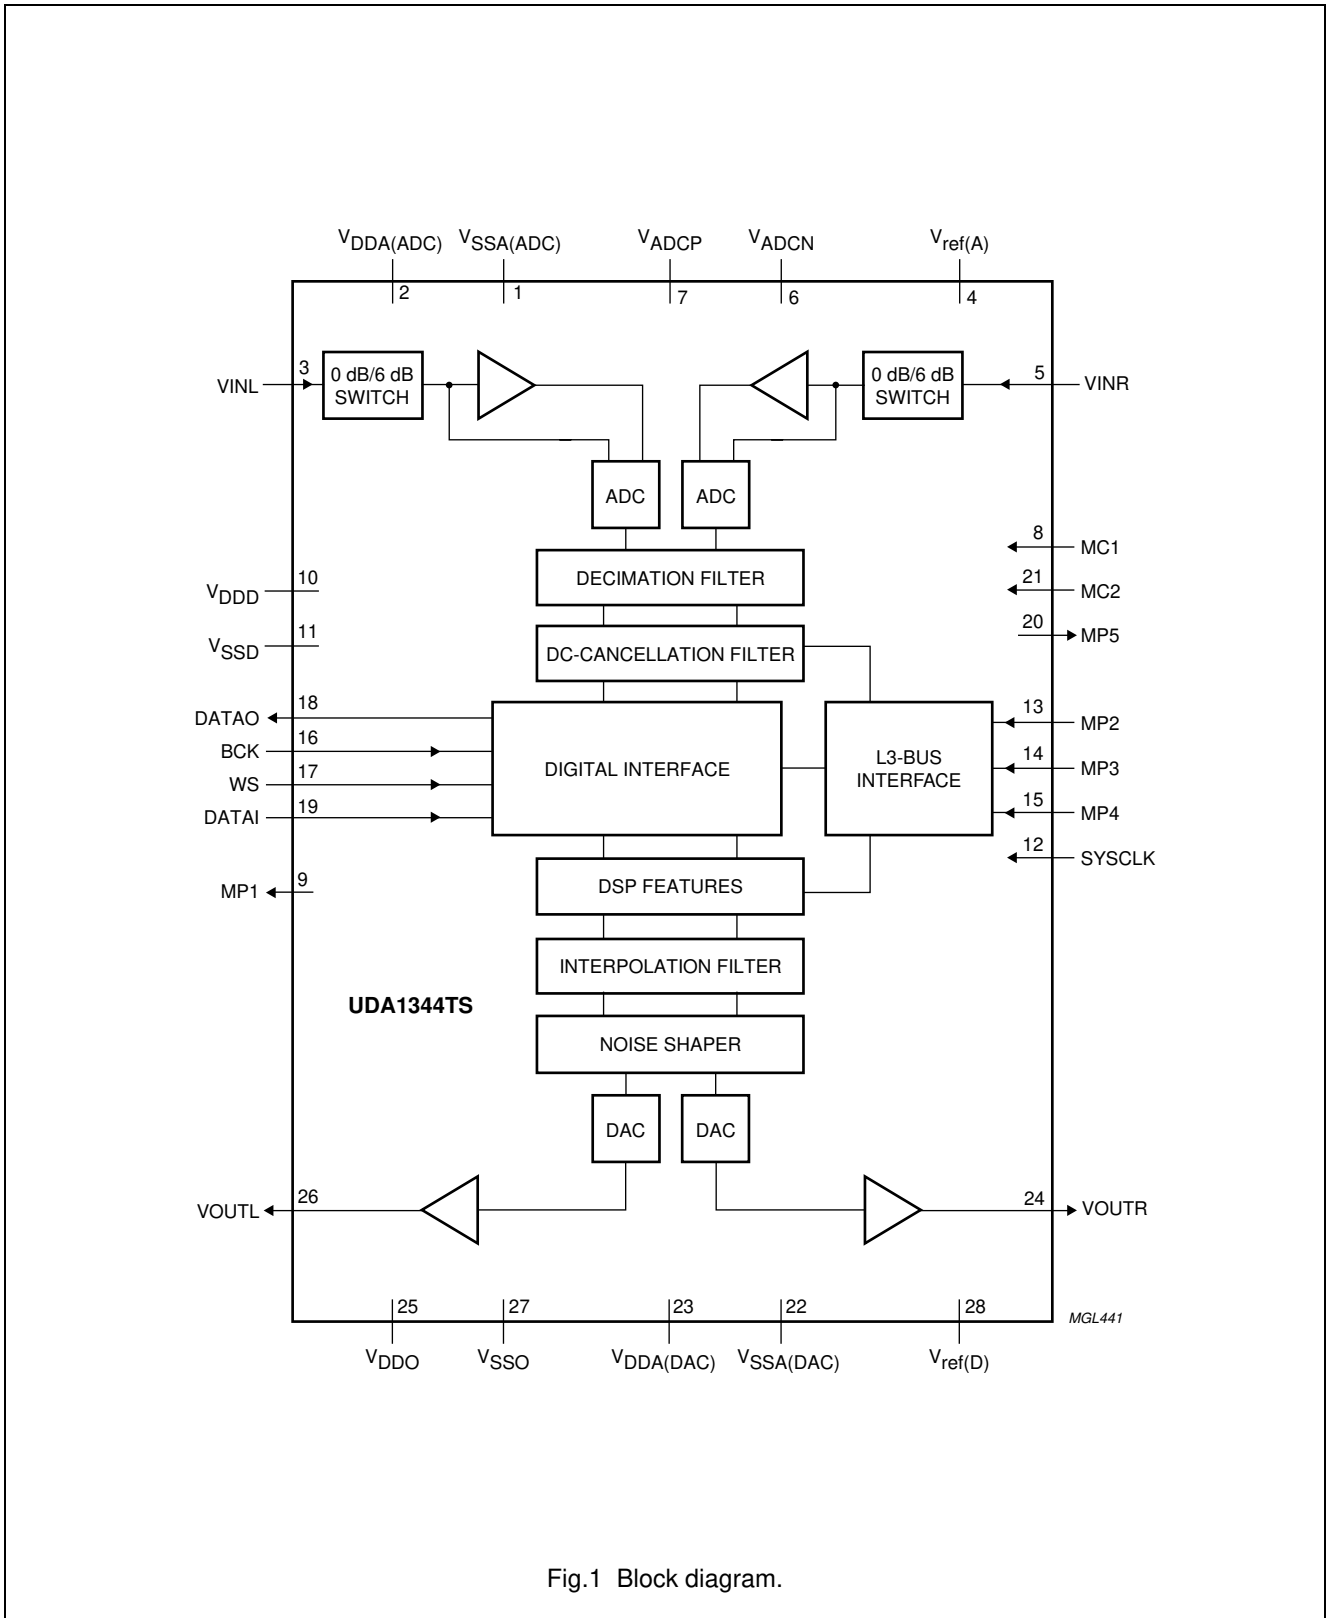 VDDA(ADC) VSSA(ADC) VADCP VADCN Vref(A)
2 1 7 6 4
VINL 3 0 dB/6 dB SWITCH
0 dB/6 dB SWITCH 5 VINR
ADC ADC
8 MC1
DECIMATION FILTER
10 VDDD
21 MC2
20 MP5
11 VSSD
DC-CANCELLATION FILTER
DATAO 18
13 MP2
BCK 16
DIGITAL INTERFACE
L3-BUS INTERFACE
14 MP3
WS 17
15 MP4
DATAI 19
12 SYSCLK
MP1 9
DSP FEATURES
INTERPOLATION FILTER
UDA1344TS
NOISE SHAPER
DAC DAC
VOUTL 26
24 VOUTR
25 27 23 22 28
MGL441
VDDO VSSO VDDA(DAC) VSSA(DAC) Vref(D)
Fig.1 Block diagram.